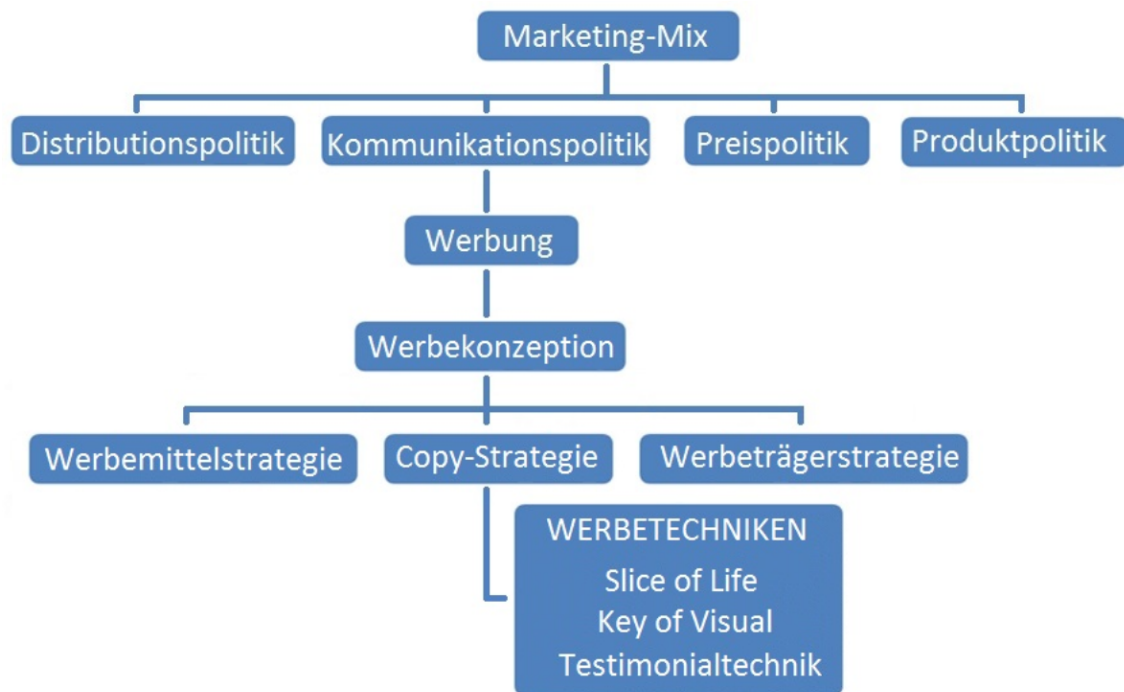 Marketing-Mix
Distributionspolitik
Kommunikationspolitik
Preispolitik
Produktpolitik
Werbung
Werbekonzeption
Werbemittelstrategie
Copy-Strategie
Werbeträgerstrategie
WERBETECHNIKEN
Slice of Life
Key of Visual
Testimonialtechnik